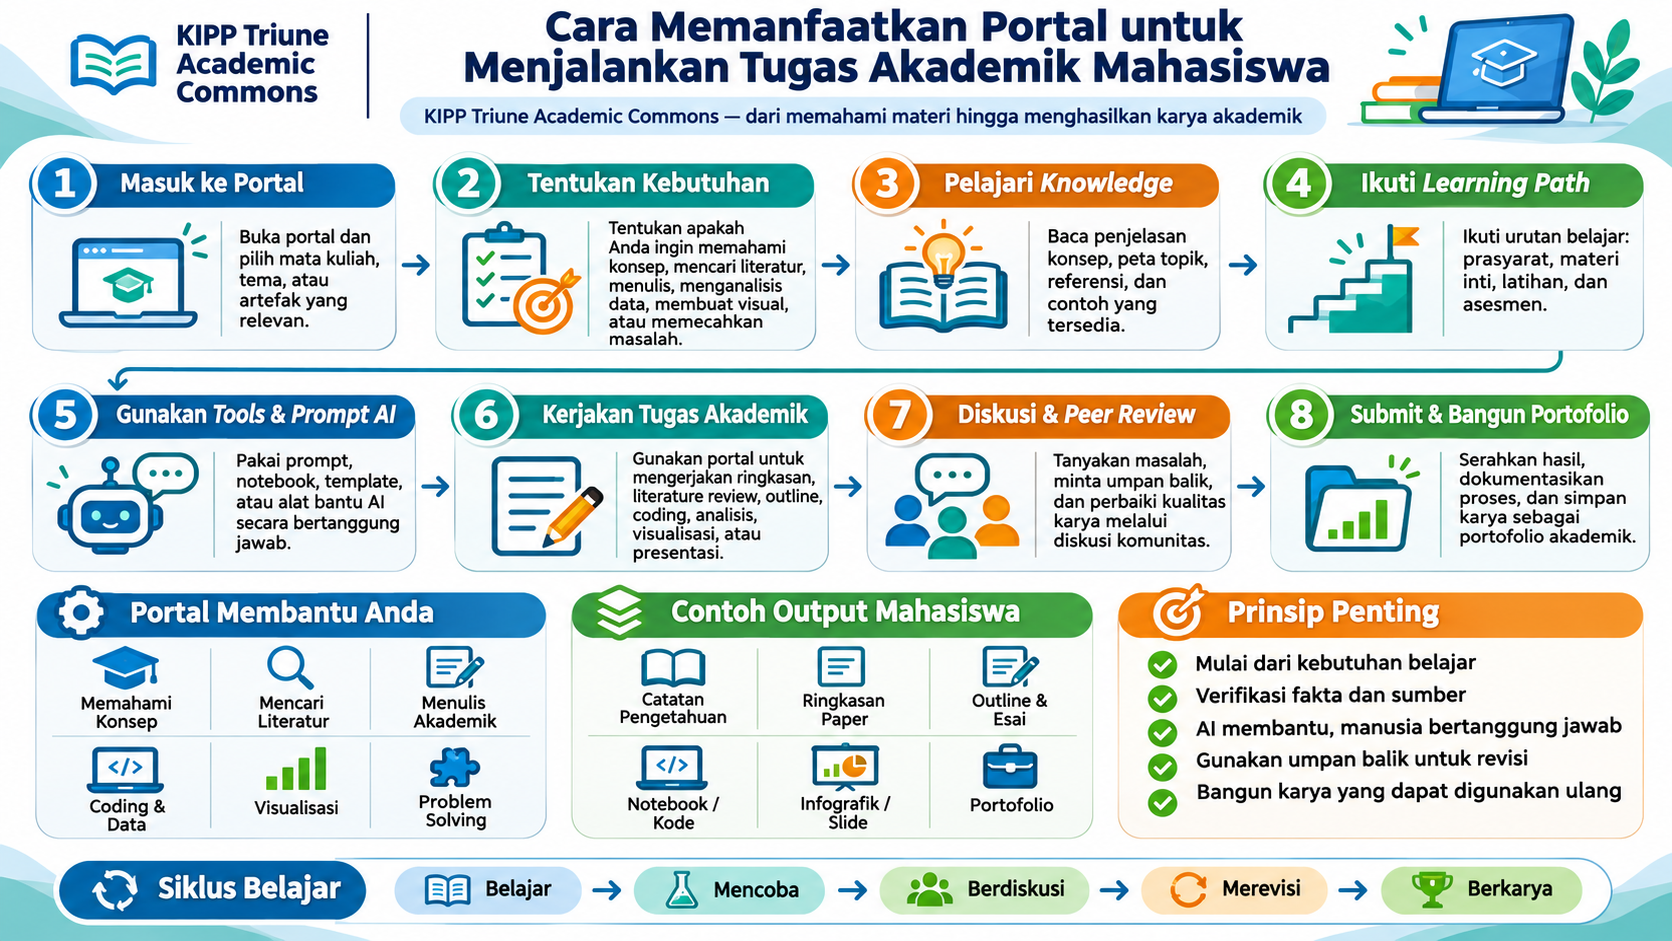 KIPP Triune
Academic
Commons
Cara Memanfaatkan Portal untuk
Menjalankan Tugas Akademik Mahasiswa
KIPP Triune Academic Commons — dari memahami materi hingga menghasilkan karya akademik
1 Masuk ke Portal
Buka portal dan
pilih mata kuliah,
tema, atau
artefak yang
relevan.
2 Tentukan Kebutuhan
Tentukan apakah
Anda ingin memahami
konsep, mencari literatur,
menulis, menganalisis
data, membuat visual,
atau memecahkan
masalah.
3 Pelajari Knowledge
Baca penjelasan
konsep, peta topik,
referensi, dan
contoh yang
tersedia.
4 Ikuti Learning Path
Ikuti urutan belajar:
prasyarat, materi
inti, latihan, dan
asesmen.
5 Gunakan Tools & Prompt AI
Pakai prompt,
notebook, template,
atau alat bantu AI
secara bertanggung
jawab.
6 Kerjakan Tugas Akademik
Gunakan portal untuk
mengerjakan ringkasan,
literature review, outline,
coding, analisis,
visualisasi, atau
presentasi.
7 Diskusi & Peer Review
Tanyakan masalah,
minta umpan balik,
dan perbaiki kualitas
karya melalui
diskusi komunitas.
8 Submit & Bangun Portofolio
Serahkan hasil,
dokumentasikan
proses, dan simpan
karya sebagai
portofolio akademik.
Portal Membantu Anda
Memahami
Konsep
Mencari
Literatur
Menulis
Akademik
</>
Coding &
Data
Visualisasi
Problem
Solving
Contoh Output Mahasiswa
Catatan
Pengetahuan
Ringkasan
Paper
Outline &
Esai
</>
Notebook /
Kode
Infografik /
Slide
Portofolio
Prinsip Penting
Mulai dari kebutuhan belajar
Verifikasi fakta dan sumber
AI membantu, manusia bertanggung jawab
Gunakan umpan balik untuk revisi
Bangun karya yang dapat digunakan ulang
Siklus Belajar
Belajar
Mencoba
Berdiskusi
Merevisi
Berkarya